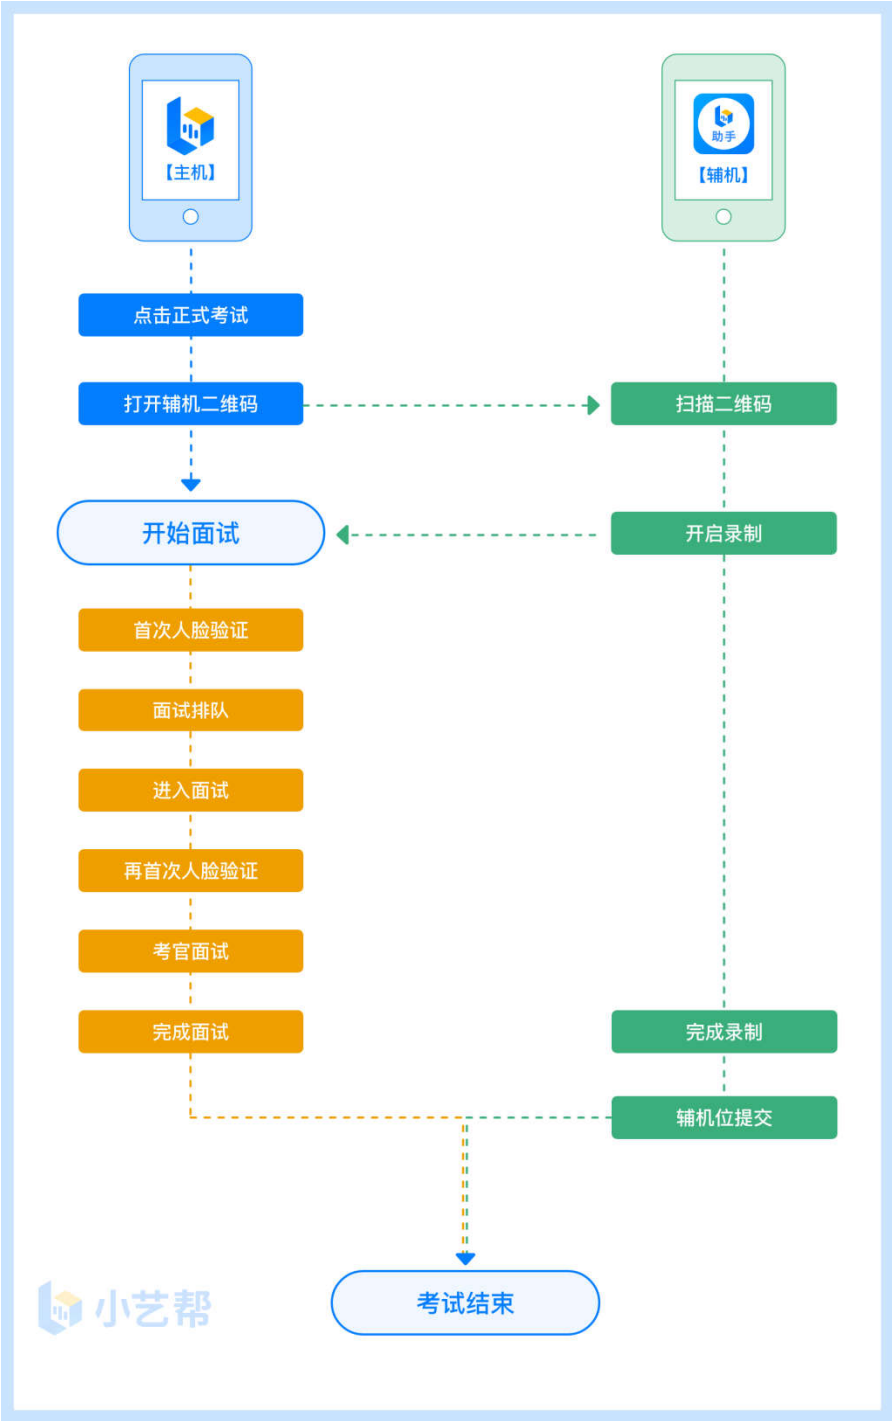 【主机】
助手
【辅机】
点击正式考试
打开辅机二维码
扫描二维码
开始面试
开启录制
首次人脸验证
面试排队
进入面试
再首次人脸验证
考官面试
完成面试
完成录制
辅机位提交
考试结束
小艺帮